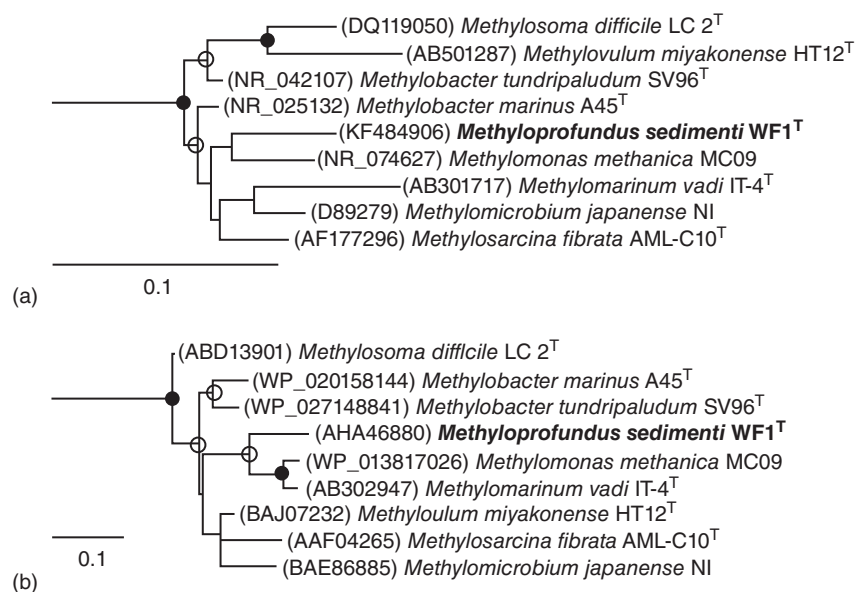 (DQ119050) Methylosoma difficile LC 2T
(AB501287) Methylovulum miyakonense HT12T
(NR_042107) Methylobacter tundripaludum SV96T
(NR_025132) Methylobacter marinus A45T
(KF484906) Methyloprofundus sedimenti WF1T
(NR_074627) Methylomonas methanica MC09
(AB301717) Methylomarinum vadi IT-4T
(D89279) Methylomicrobium japanense NI
(AF177296) Methylosarcina fibrata AML-C10T
0.1
(a)
(ABD13901) Methylosoma difflcile LC 2T
(WP_020158144) Methylobacter marinus A45T
(WP_027148841) Methylobacter tundripaludum SV96T
(AHA46880) Methyloprofundus sedimenti WF1T
(WP_013817026) Methylomonas methanica MC09
(AB302947) Methylomarinum vadi IT-4T
(BAJ07232) Methyloulum miyakonense HT12T
(AAF04265) Methylosarcina fibrata AML-C10T
(BAE86885) Methylomicrobium japanense NI
0.1
(b)